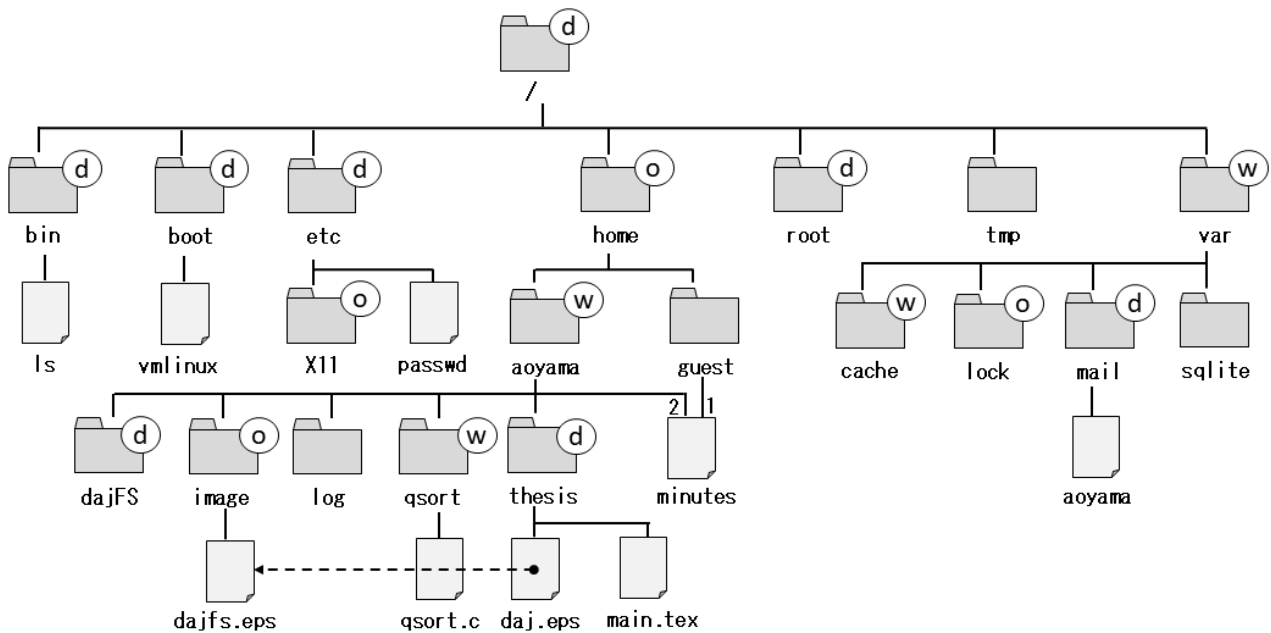 d
/
d d d o d w
bin boot etc home root tmp var
o w w o d
ls vmlinux X11 passwd aoyama guest cache lock mail sqlite
2 1
d o w d
dajFS image log qsort thesis minutes aoyama
dajfs.eps qsort.c daj.eps main.tex